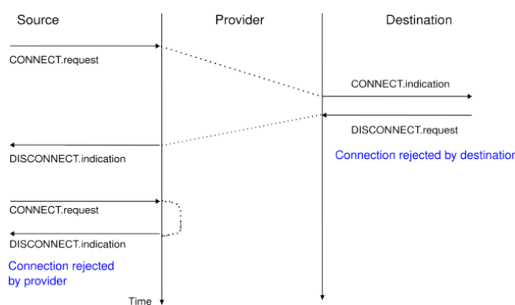 Source
Provider
Destination
CONNECT.request
CONNECT.indication
DISCONNECT.request
DISCONNECT.indication
Connection rejected by destination
CONNECT.request
DISCONNECT.indication
Connection rejected
by provider
Time